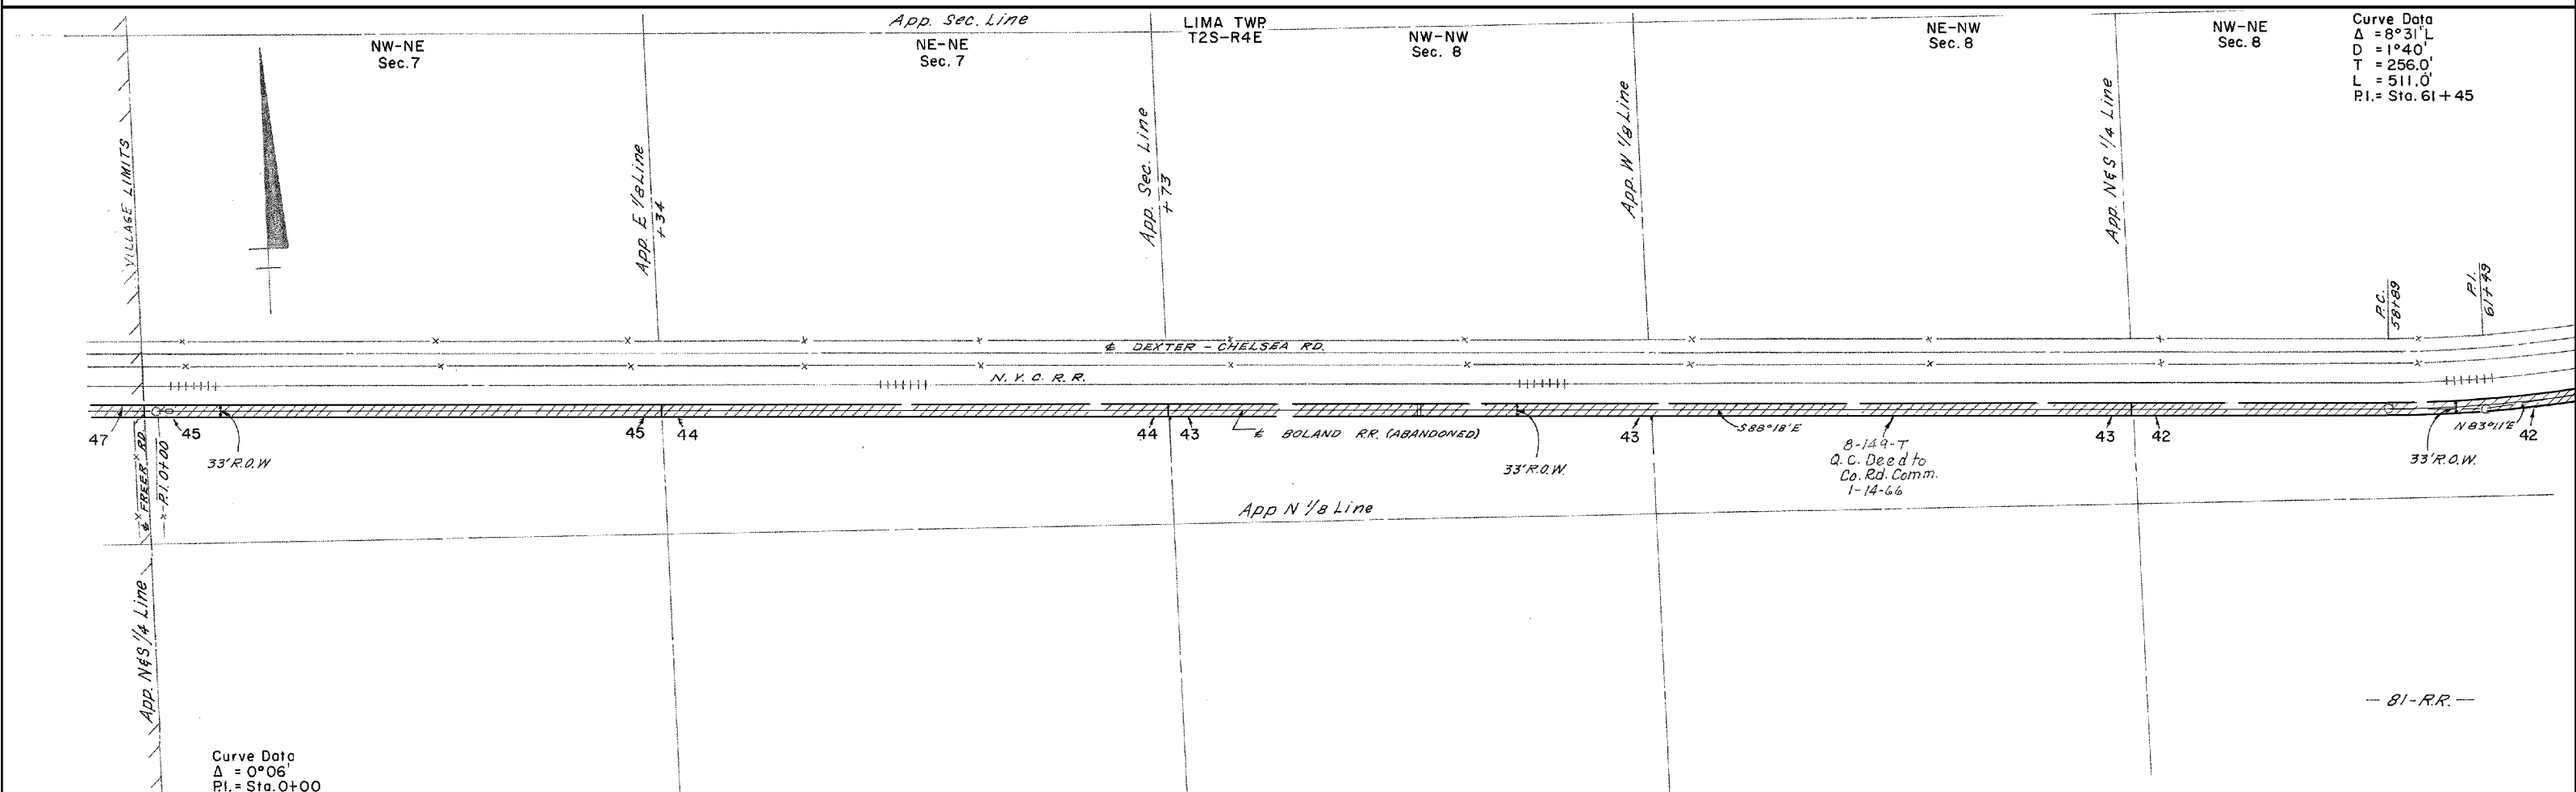 App. Sec. Line
LIMA TWP.
T2S-R4E
NW-NE
Sec. 7
NE-NE
Sec. 7
NW-NW
Sec. 8
NE-NW
Sec. 8
NW-NE
Sec. 8
Curve Data
Δ = 8°31' L
D = 1°40'
T = 256.0'
L = 511.0'
P.I. = Sta. 61+45
VILLAGE LIMITS
App. E 1/8 Line
+34
App. Sec. Line
+73
App. W 1/8 Line
App. N&S 1/4 Line
P.C.
58+89
P.I.
61+49
℄ DEXTER - CHELSEA RD.
N. Y. C. R. R.
47
45
45
44
44
43
43
43
42
42
℄ FREER RD
P.I. 0+00
33' R.O.W
℄ BOLAND RR. (ABANDONED)
33' R.O.W.
S88°18'E
8-149-T
Q.C. Deed to
Co. Rd. Comm.
1-14-66
N83°11'E
33' R.O.W.
App N 1/8 Line
App. N&S 1/4 Line
— 81-R.R. —
Curve Data
Δ = 0°06'
P.I. = Sta. 0+00